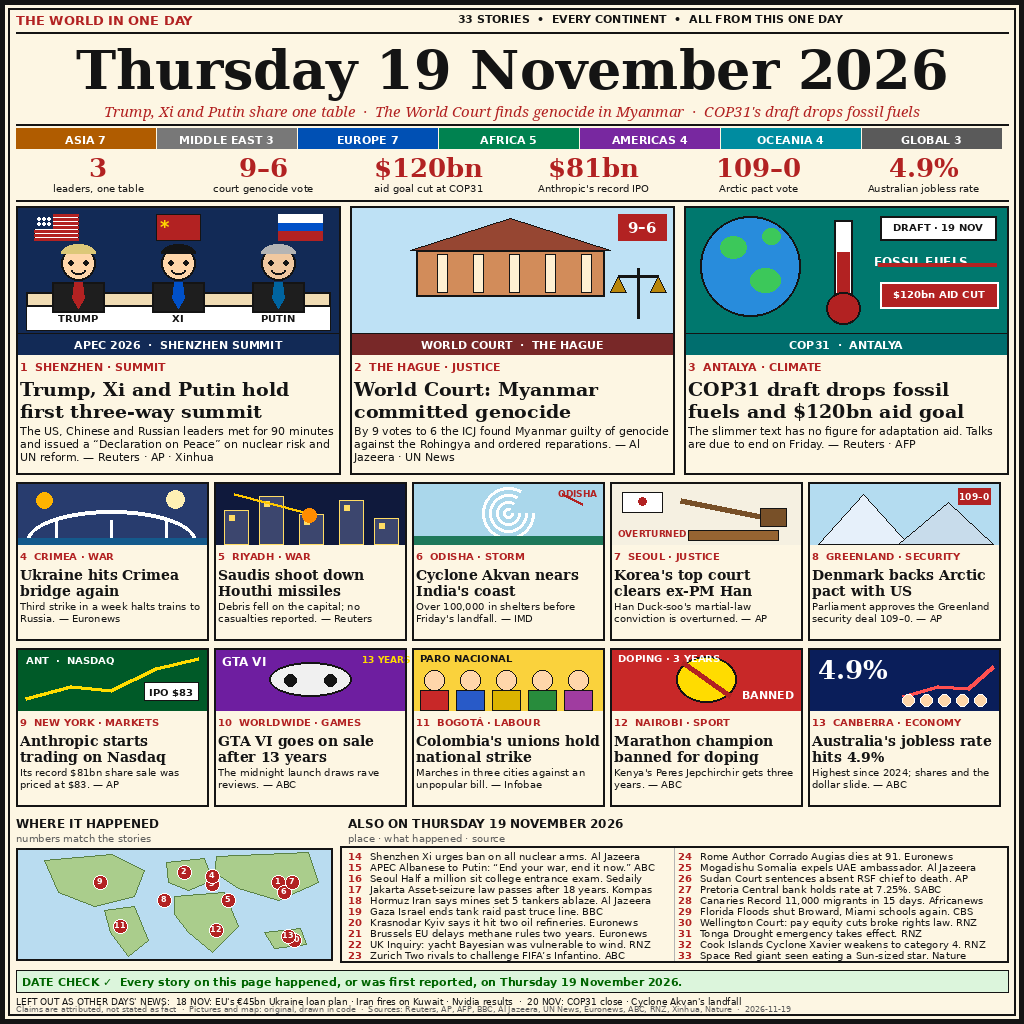 THE WORLD IN ONE DAY
33 STORIES • EVERY CONTINENT • ALL FROM THIS ONE DAY
Thursday 19 November 2026
Trump, Xi and Putin share one table · The World Court finds genocide in Myanmar · COP31's draft drops fossil fuels
ASIA 7
MIDDLE EAST 3
EUROPE 7
AFRICA 5
AMERICAS 4
OCEANIA 4
GLOBAL 3
3
leaders, one table
9–6
court genocide vote
$120bn
aid goal cut at COP31
$81bn
Anthropic's record IPO
109–0
Arctic pact vote
4.9%
Australian jobless rate
TRUMP
XI
PUTIN
APEC 2026 · SHENZHEN SUMMIT
1 SHENZHEN · SUMMIT
Trump, Xi and Putin hold
first three-way summit
The US, Chinese and Russian leaders met for 90 minutes
and issued a “Declaration on Peace” on nuclear risk and
UN reform. — Reuters · AP · Xinhua
9–6
WORLD COURT · THE HAGUE
2 THE HAGUE · JUSTICE
World Court: Myanmar
committed genocide
By 9 votes to 6 the ICJ found Myanmar guilty of genocide
against the Rohingya and ordered reparations. — Al
Jazeera · UN News
DRAFT · 19 NOV
FOSSIL FUELS
$120bn AID CUT
COP31 · ANTALYA
3 ANTALYA · CLIMATE
COP31 draft drops fossil
fuels and $120bn aid goal
The slimmer text has no figure for adaptation aid. Talks
are due to end on Friday. — Reuters · AFP
4 CRIMEA · WAR
Ukraine hits Crimea
bridge again
Third strike in a week halts trains to
Russia. — Euronews
5 RIYADH · WAR
Saudis shoot down
Houthi missiles
Debris fell on the capital; no
casualties reported. — Reuters
ODISHA
6 ODISHA · STORM
Cyclone Akvan nears
India's coast
Over 100,000 in shelters before
Friday's landfall. — IMD
OVERTURNED
7 SEOUL · JUSTICE
Korea's top court
clears ex-PM Han
Han Duck-soo's martial-law
conviction is overturned. — AP
109–0
8 GREENLAND · SECURITY
Denmark backs Arctic
pact with US
Parliament approves the Greenland
security deal 109–0. — AP
ANT · NASDAQ
IPO $83
9 NEW YORK · MARKETS
Anthropic starts
trading on Nasdaq
Its record $81bn share sale was
priced at $83. — AP
GTA VI
13 YEARS
10 WORLDWIDE · GAMES
GTA VI goes on sale
after 13 years
The midnight launch draws rave
reviews. — ABC
PARO NACIONAL
11 BOGOTÁ · LABOUR
Colombia's unions hold
national strike
Marches in three cities against an
unpopular bill. — Infobae
DOPING · 3 YEARS
BANNED
12 NAIROBI · SPORT
Marathon champion
banned for doping
Kenya's Peres Jepchirchir gets three
years. — ABC
4.9%
13 CANBERRA · ECONOMY
Australia's jobless rate
hits 4.9%
Highest since 2024; shares and the
dollar slide. — ABC
WHERE IT HAPPENED
numbers match the stories
9
2
4
1
7
6
8
5
11
12
13
ALSO ON THURSDAY 19 NOVEMBER 2026
place · what happened · source
14 Shenzhen Xi urges ban on all nuclear arms. Al Jazeera
15 APEC Albanese to Putin: “End your war, end it now.” ABC
16 Seoul Half a million sit college entrance exam. Sedaily
17 Jakarta Asset-seizure law passes after 18 years. Kompas
18 Hormuz Iran says mines set 5 tankers ablaze. Al Jazeera
19 Gaza Israel ends tank raid past truce line. BBC
20 Krasnodar Kyiv says it hit two oil refineries. Euronews
21 Brussels EU delays methane rules two years. Euronews
22 UK Inquiry: yacht Bayesian was vulnerable to wind. RNZ
23 Zurich Two rivals to challenge FIFA's Infantino. ABC
24 Rome Author Corrado Augias dies at 91. Euronews
25 Mogadishu Somalia expels UAE ambassador. Al Jazeera
26 Sudan Court sentences absent RSF chief to death. AP
27 Pretoria Central bank holds rate at 7.25%. SABC
28 Canaries Record 11,000 migrants in 15 days. Africanews
29 Florida Floods shut Broward, Miami schools again. CBS
30 Wellington Court: pay equity cuts broke rights law. RNZ
31 Tonga Drought emergency takes effect. RNZ
32 Cook Islands Cyclone Xavier weakens to category 4. RNZ
33 Space Red giant seen eating a Sun-sized star. Nature
DATE CHECK ✓ Every story on this page happened, or was first reported, on Thursday 19 November 2026.
LEFT OUT AS OTHER DAYS' NEWS: 18 NOV: EU's €45bn Ukraine loan plan · Iran fires on Kuwait · Nvidia results · 20 NOV: COP31 close · Cyclone Akvan's landfall
Claims are attributed, not stated as fact · Pictures and map: original, drawn in code · Sources: Reuters, AP, AFP, BBC, Al Jazeera, UN News, Euronews, ABC, RNZ, Xinhua, Nature · 2026-11-19